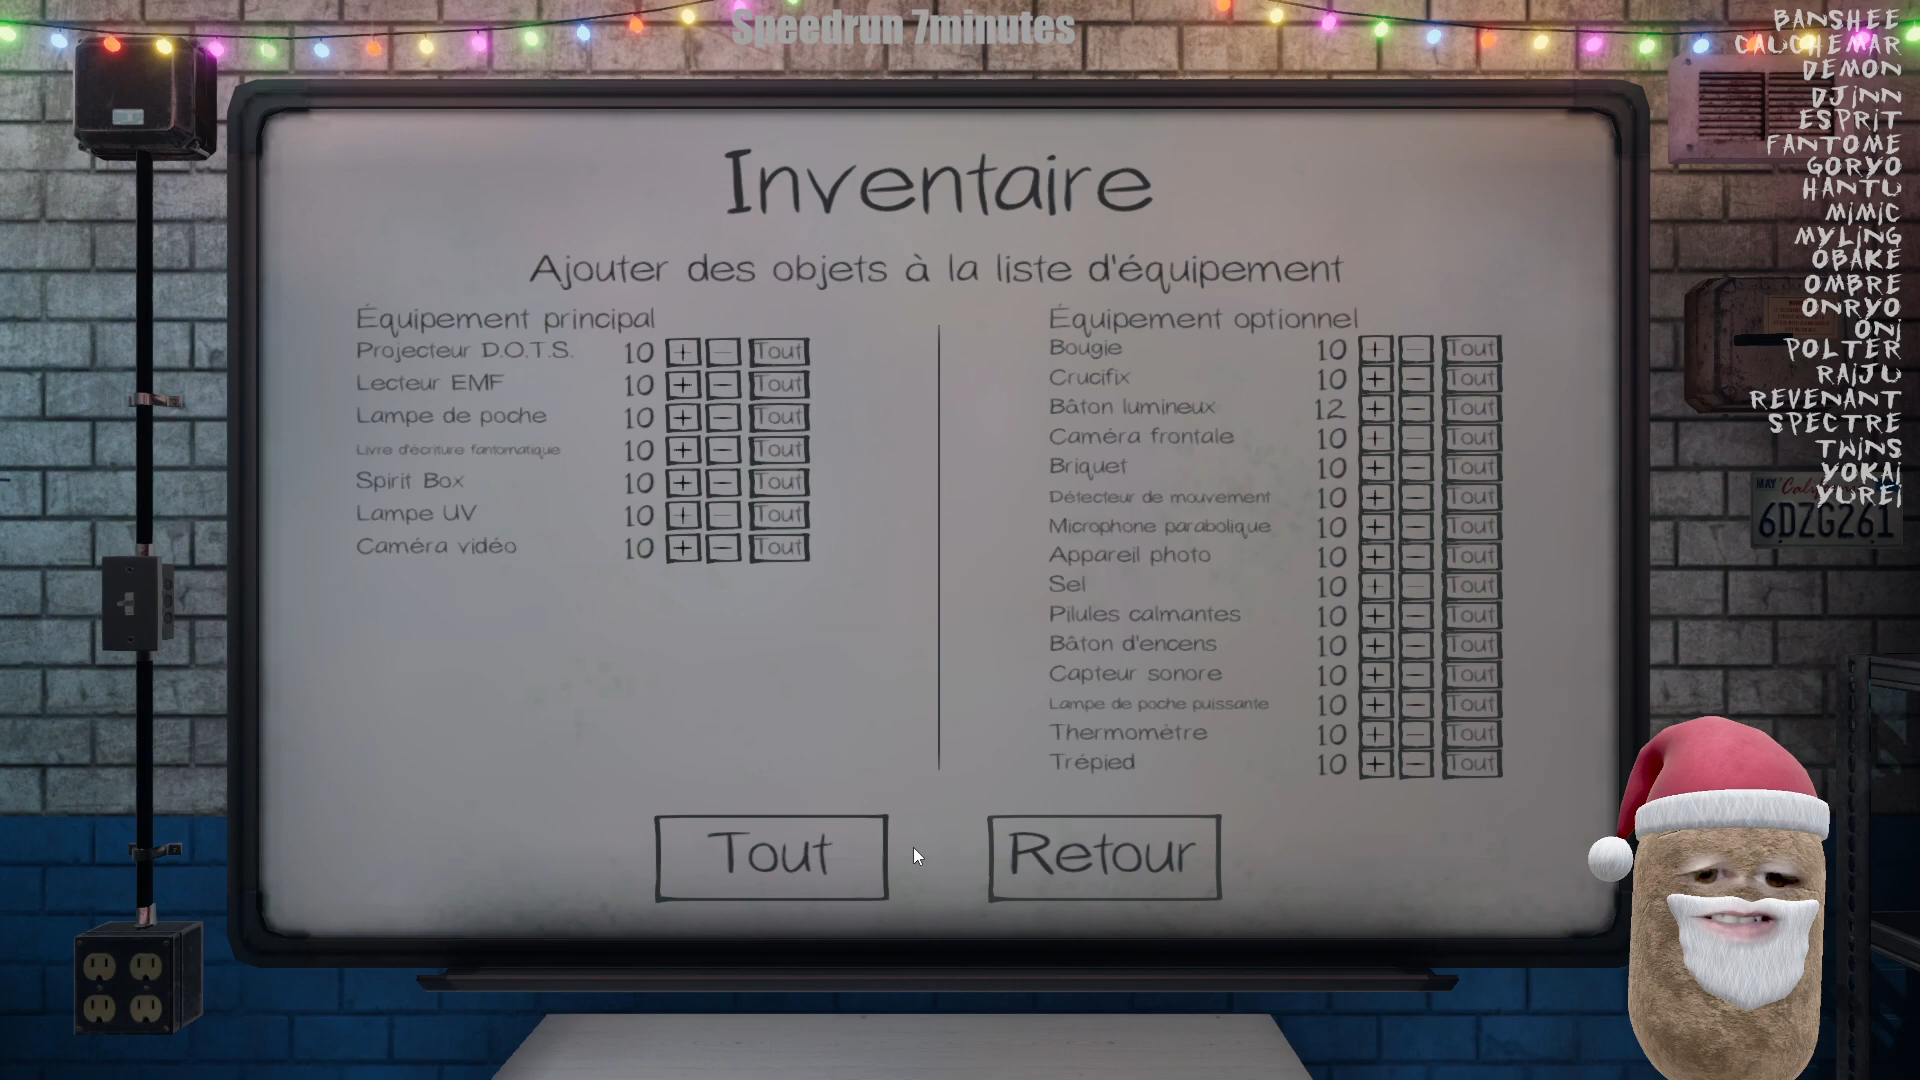 Speedrun 7minutes
Inventaire
Ajouter des objets à la liste d'équipement
Équipement principal
Projecteur D.O.T.S. 10 + - Tout
Lecteur EMF 10 + - Tout
Lampe de poche 10 + - Tout
Livre d'écriture fantomatique 10 + - Tout
Spirit Box 10 + - Tout
Lampe UV 10 + - Tout
Caméra vidéo 10 + - Tout
Équipement optionnel
Bougie 10 + - Tout
Crucifix 10 + - Tout
Bâton lumineux 12 + - Tout
Caméra frontale 10 + - Tout
Briquet 10 + - Tout
Détecteur de mouvement 10 + - Tout
Microphone parabolique 10 + - Tout
Appareil photo 10 + - Tout
Sel 10 + - Tout
Pilules calmantes 10 + - Tout
Bâton d'encens 10 + - Tout
Capteur sonore 10 + - Tout
Lampe de poche puissante 10 + - Tout
Thermomètre 10 + - Tout
Trépied 10 + - Tout
Tout
Retour
BANSHEE
CAUCHEMAR
DEMON
DJINN
ESPRIT
FANTOME
GORYO
HANTU
MIMIC
MYLING
OBAKE
OMBRE
ONRYO
ONI
POLTER
RAIJU
REVENANT
SPECTRE
TWINS
YOKAI
YUREI
MAY
6DZG261